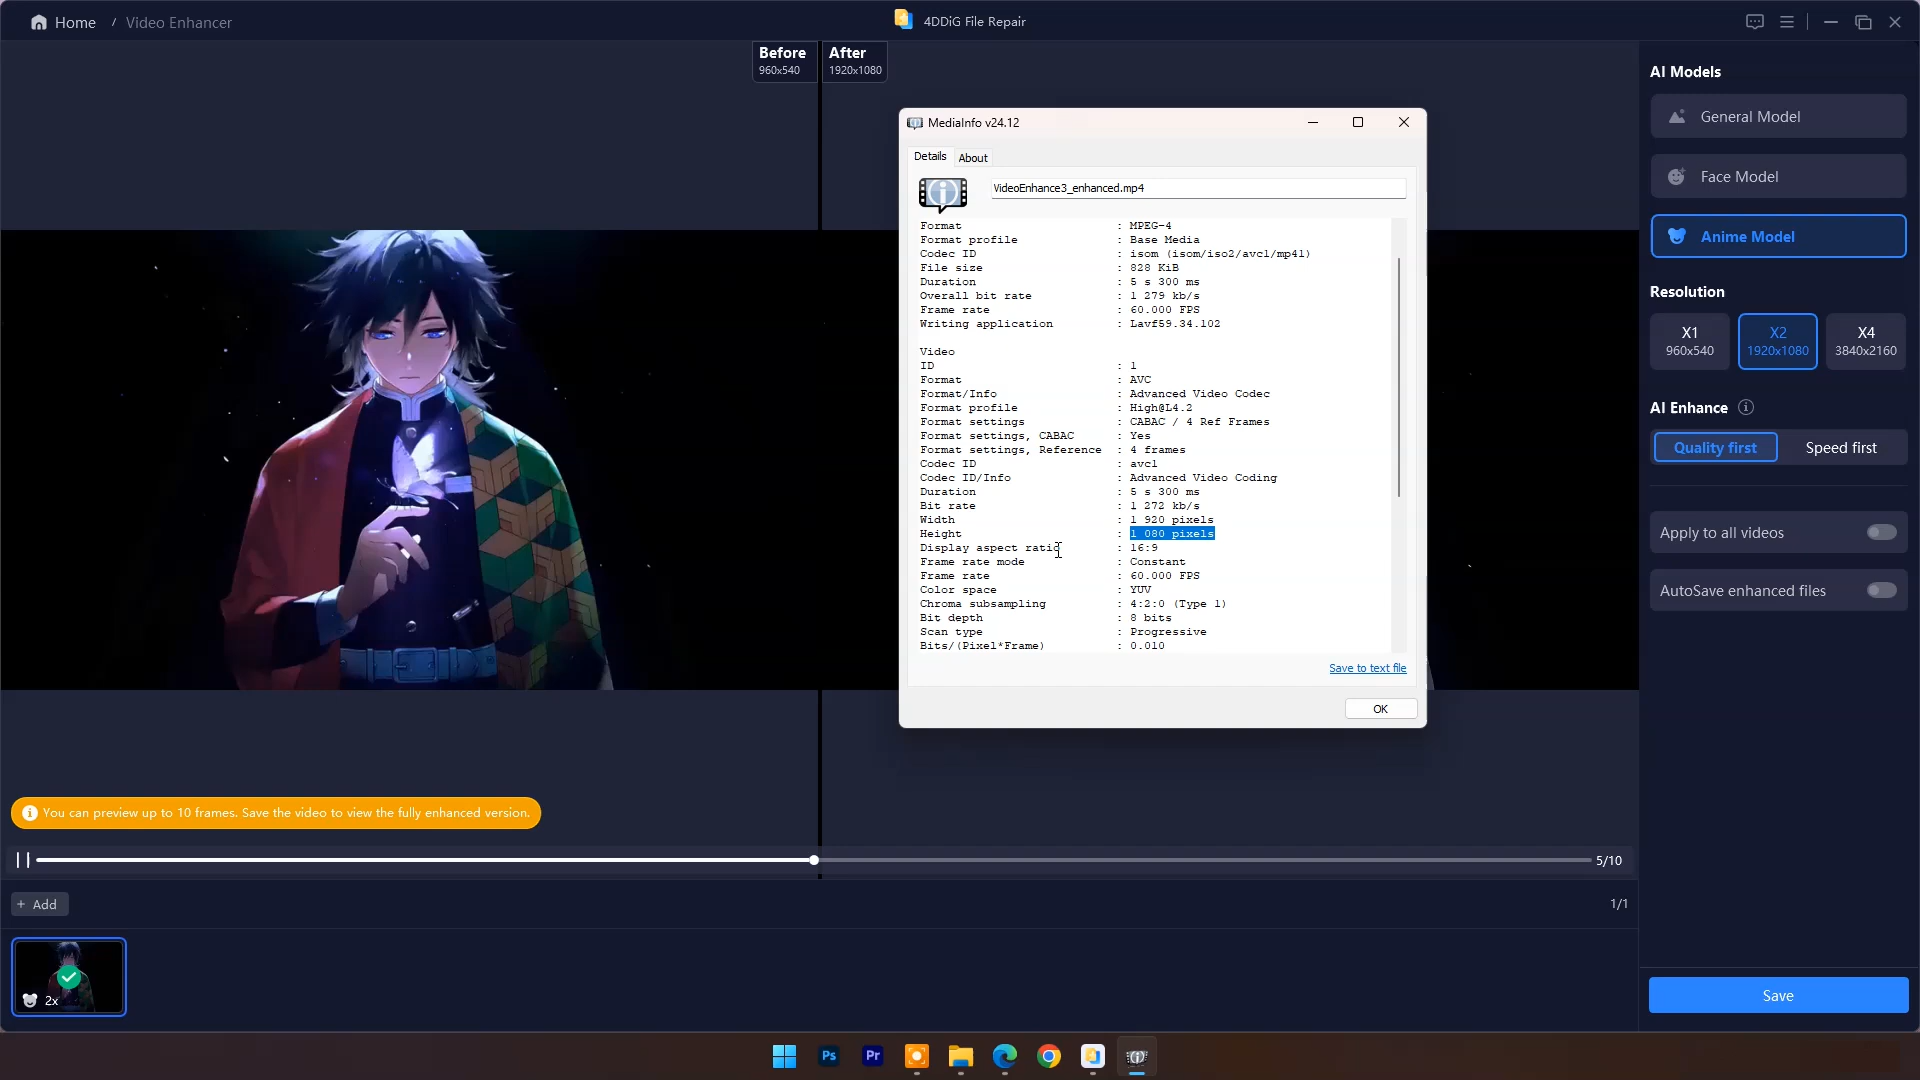 Home / Video Enhancer
4DDiG File Repair
Before
960x540
After
1920x1080
MediaInfo v24.12
Details
About
VideoEnhance3_enhanced.mp4
Format : MPEG-4
Format profile : Base Media
Codec ID : isom (isom/iso2/avc1/mp41)
File size : 828 KiB
Duration : 5 s 300 ms
Overall bit rate : 1 279 kb/s
Frame rate : 60.000 FPS
Writing application : Lavf59.34.102
Video
ID : 1
Format : AVC
Format/Info : Advanced Video Codec
Format profile : High@L4.2
Format settings : CABAC / 4 Ref Frames
Format settings, CABAC : Yes
Format settings, Reference : 4 frames
Codec ID : avc1
Codec ID/Info : Advanced Video Coding
Duration : 5 s 300 ms
Bit rate : 1 272 kb/s
Width : 1 920 pixels
Height : 1 080 pixels
Display aspect ratio : 16:9
Frame rate mode : Constant
Frame rate : 60.000 FPS
Color space : YUV
Chroma subsampling : 4:2:0 (Type 1)
Bit depth : 8 bits
Scan type : Progressive
Bits/(Pixel*Frame) : 0.010
Save to text file
OK
AI Models
General Model
Face Model
Anime Model
Resolution
X1
960x540
X2
1920x1080
X4
3840x2160
AI Enhance
Quality first
Speed first
Apply to all videos
AutoSave enhanced files
You can preview up to 10 frames. Save the video to view the fully enhanced version.
5/10
+ Add
1/1
2x
Save
Ps
Pr